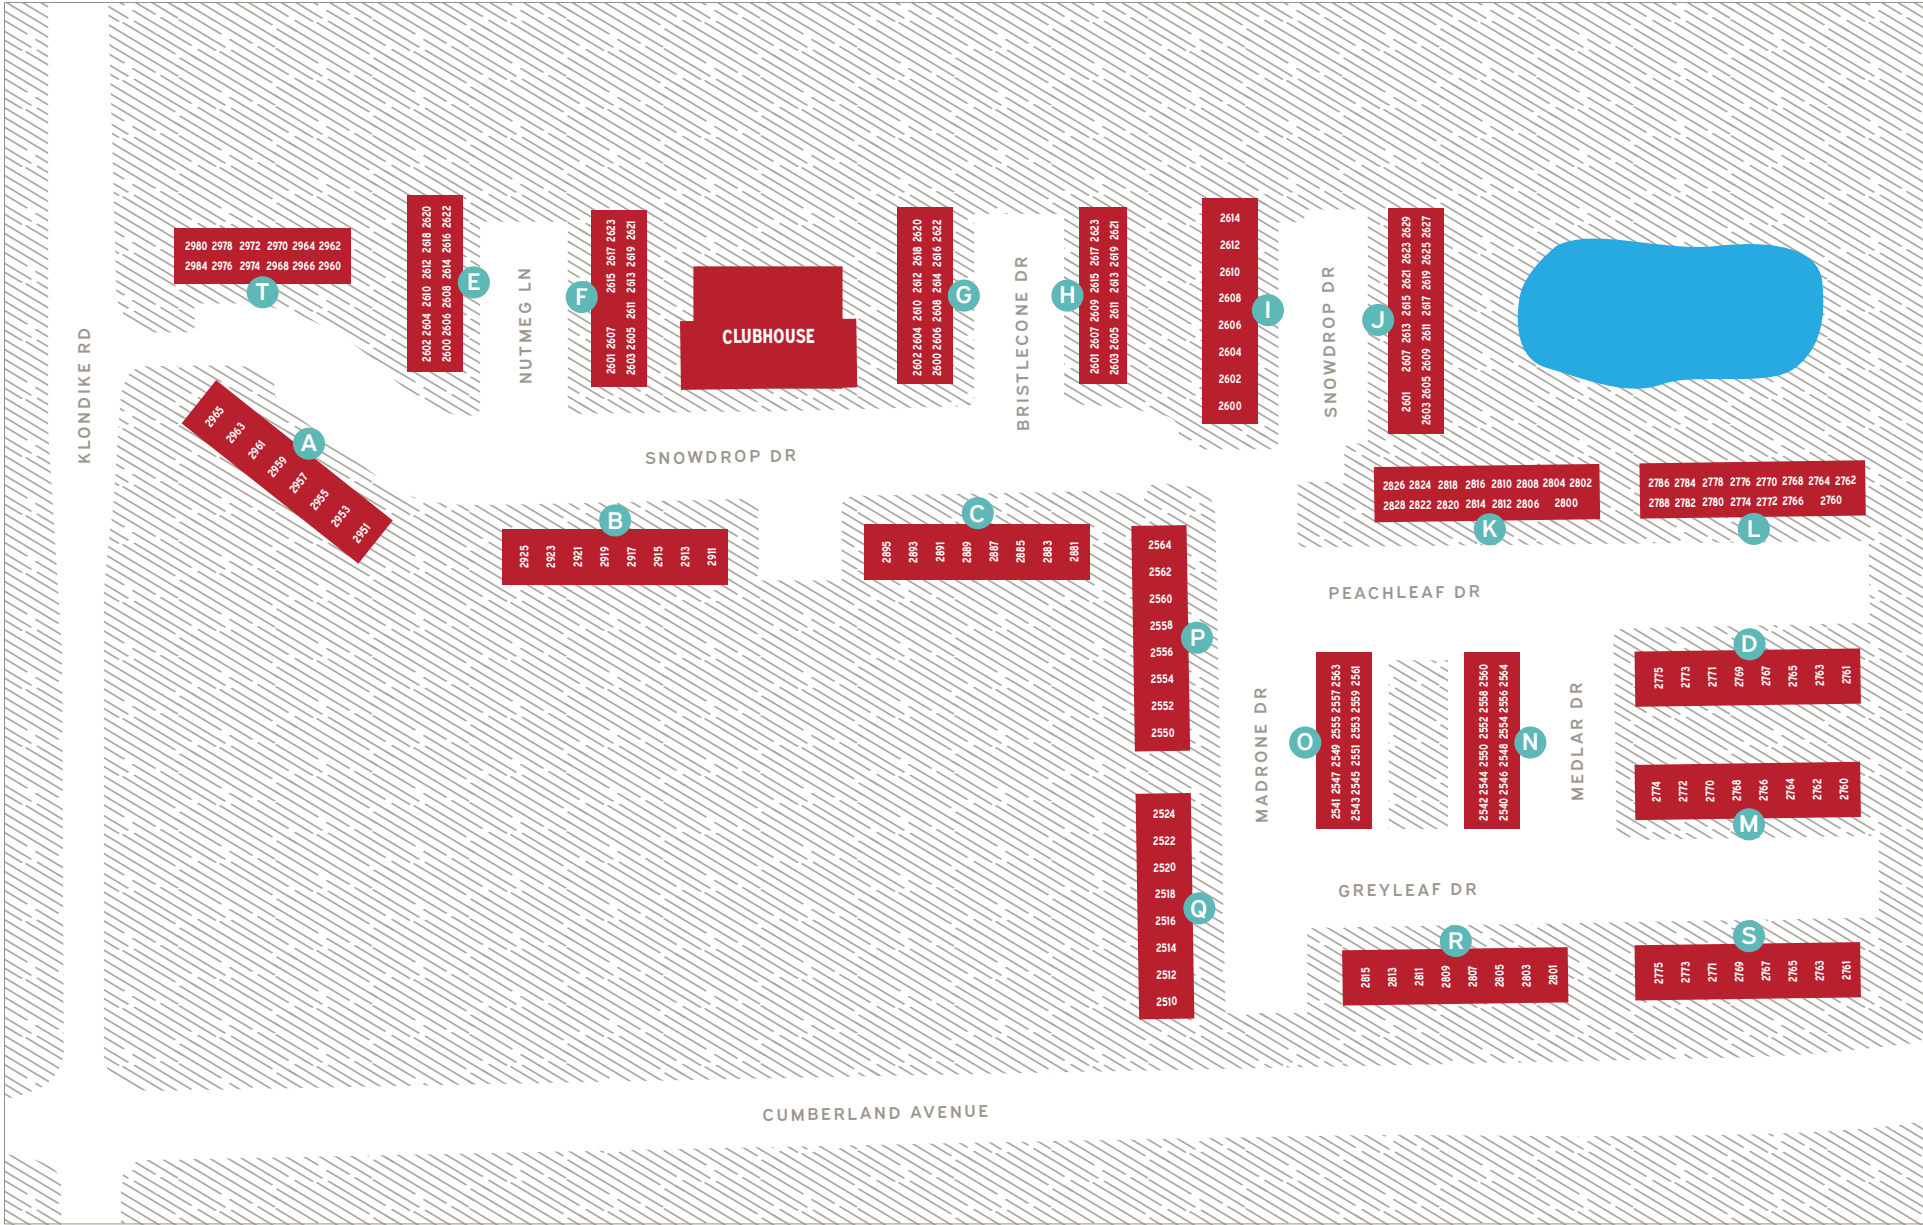 2980 2978 2972 2970 2964 2962
2984 2976 2974 2968 2966 2960
T
2602 2604 2610 2612 2618 2620
2600 2606 2608 2614 2616 2622
E
NUTMEG LN
F
2601 2607 2615 2617 2623
2603 2605 2611 2613 2619 2621
CLUBHOUSE
2602 2604 2610 2612 2618 2620
2600 2606 2608 2614 2616 2622
G
BRISTLECONE DR
H
2601 2607 2609 2615 2617 2623
2603 2605 2611 2613 2619 2621
2614
2612
2610
2608
2606
2604
2602
2600
I
SNOWDROP DR
J
2601 2607 2613 2615 2621 2623 2629
2603 2605 2609 2611 2617 2619 2625 2627
KLONDIKE RD
2965
2963
2961
2959
2957
2955
2953
2951
A
SNOWDROP DR
2826 2824 2818 2816 2810 2808 2804 2802
2828 2822 2820 2814 2812 2806 2800
K
2786 2784 2778 2776 2770 2768 2764 2762
2788 2782 2780 2774 2772 2766 2760
L
B
2925
2923
2921
2919
2917
2915
2913
2911
C
2895
2893
2891
2889
2887
2885
2883
2881
2564
2562
2560
2558
2556
2554
2552
2550
P
PEACHLEAF DR
MADRONE DR
O
2541 2547 2549 2555 2557 2563
2543 2545 2551 2553 2559 2561
2542 2544 2550 2552 2558 2560
2540 2546 2548 2554 2556 2564
N
MEDLAR DR
D
2775
2773
2771
2769
2767
2765
2763
2761
2774
2772
2770
2768
2766
2764
2762
2760
M
2524
2522
2520
2518
2516
2514
2512
2510
Q
GREYLEAF DR
R
2815
2813
2811
2809
2807
2805
2803
2801
S
2775
2773
2771
2769
2767
2765
2763
2761
CUMBERLAND AVENUE